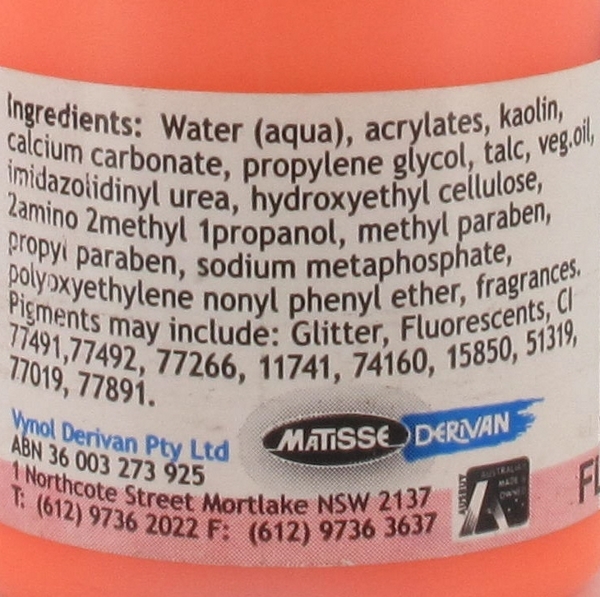 Ingredients: Water (aqua), acrylates, kaolin,
calcium carbonate, propylene glycol, talc, veg.oil,
imidazolidinyl urea, hydroxyethyl cellulose,
2amino 2methyl 1propanol, methyl paraben,
propyl paraben, sodium metaphosphate,
polyoxyethylene nonyl phenyl ether, fragrances.
Pigments may include: Glitter, Fluorescents, CI
77491,77492, 77266, 11741, 74160, 15850, 51319,
77019, 77891.
MATISSE DERIVAN
Vynol Derivan Pty Ltd
ABN 36 003 273 925
1 Northcote Street Mortlake NSW 2137
T: (612) 9736 2022 F: (612) 9736 3637
AUSTRALIAN
MADE &
OWNED
FL